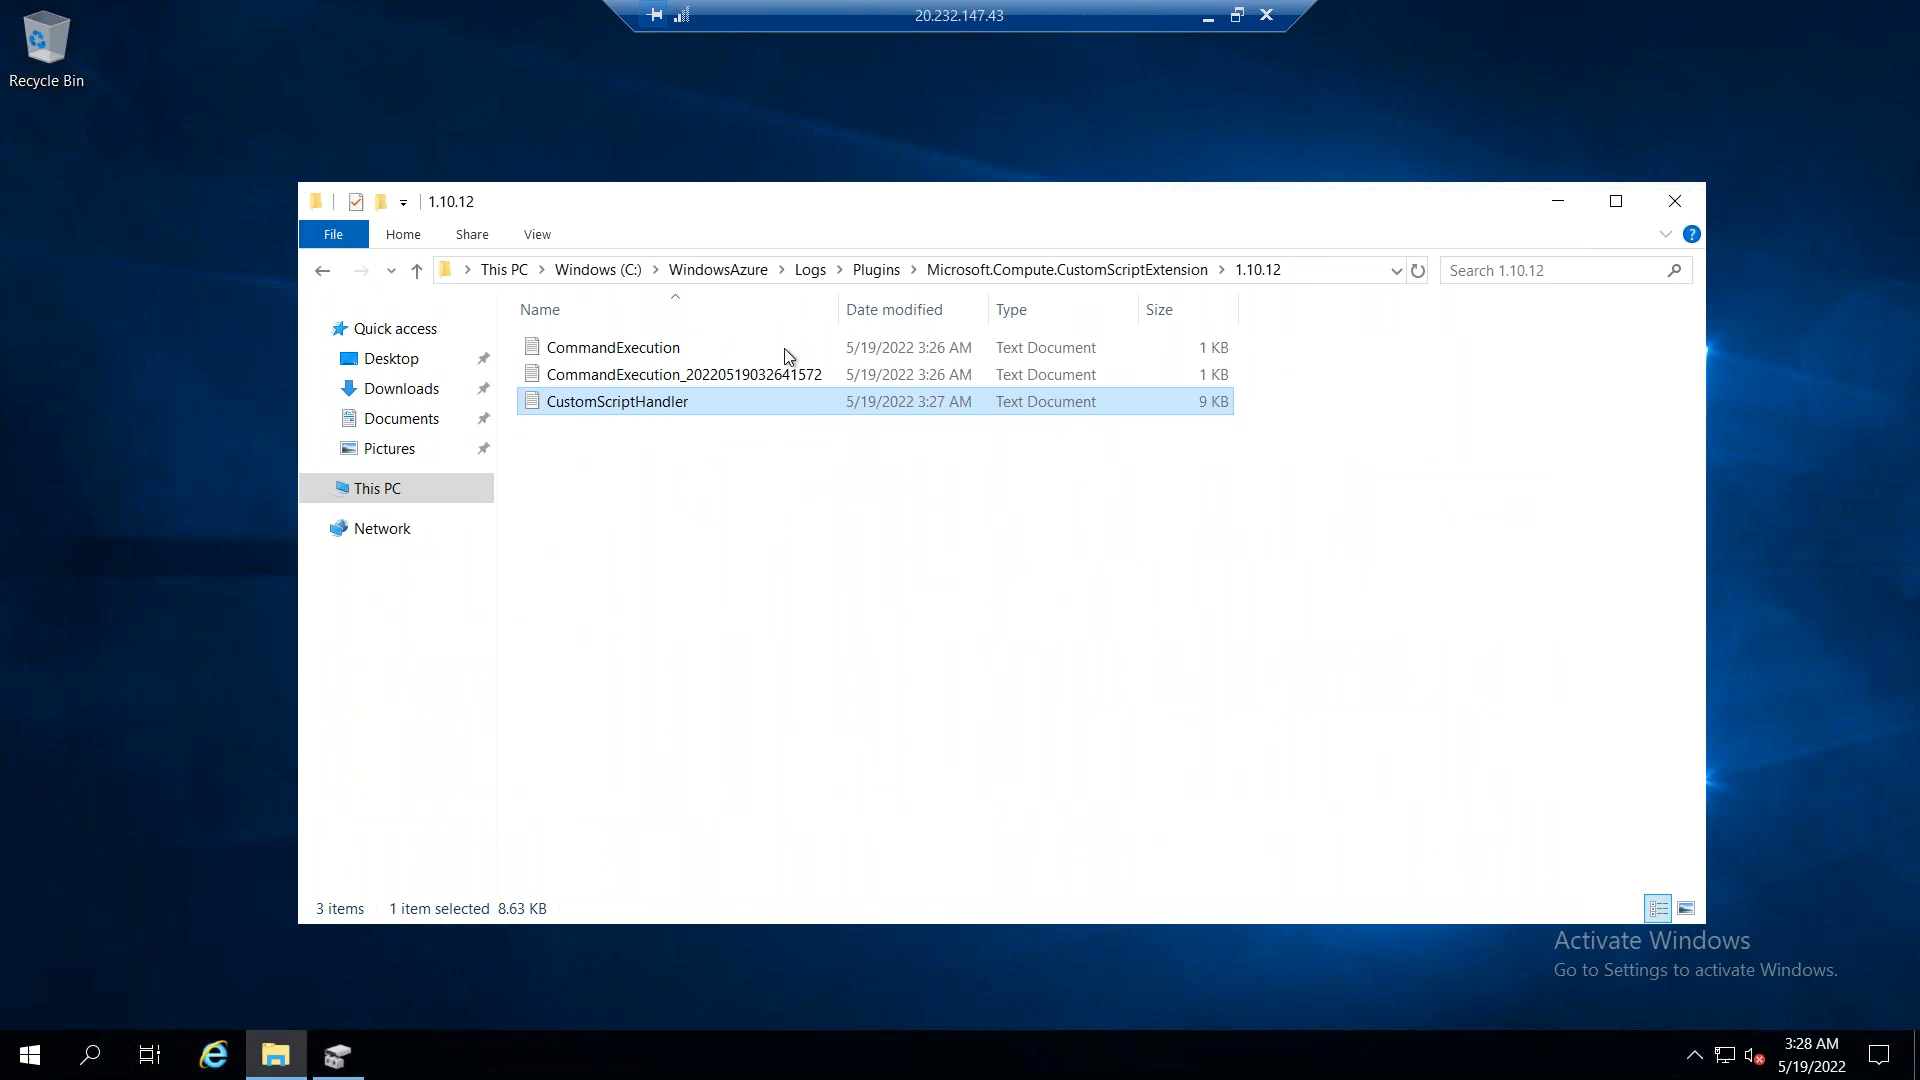 20.232.147.43
Recycle Bin
1.10.12
File Home Share View
This PC Windows (C:) WindowsAzure Logs Plugins Microsoft.Compute.CustomScriptExtension 1.10.12
Search 1.10.12
Name Date modified Type Size
Quick access
Desktop
Downloads
Documents
Pictures
This PC
Network
CommandExecution 5/19/2022 3:26 AM Text Document 1 KB
CommandExecution_20220519032641572 5/19/2022 3:26 AM Text Document 1 KB
CustomScriptHandler 5/19/2022 3:27 AM Text Document 9 KB
3 items 1 item selected 8.63 KB
Activate Windows
Go to Settings to activate Windows.
3:28 AM
5/19/2022